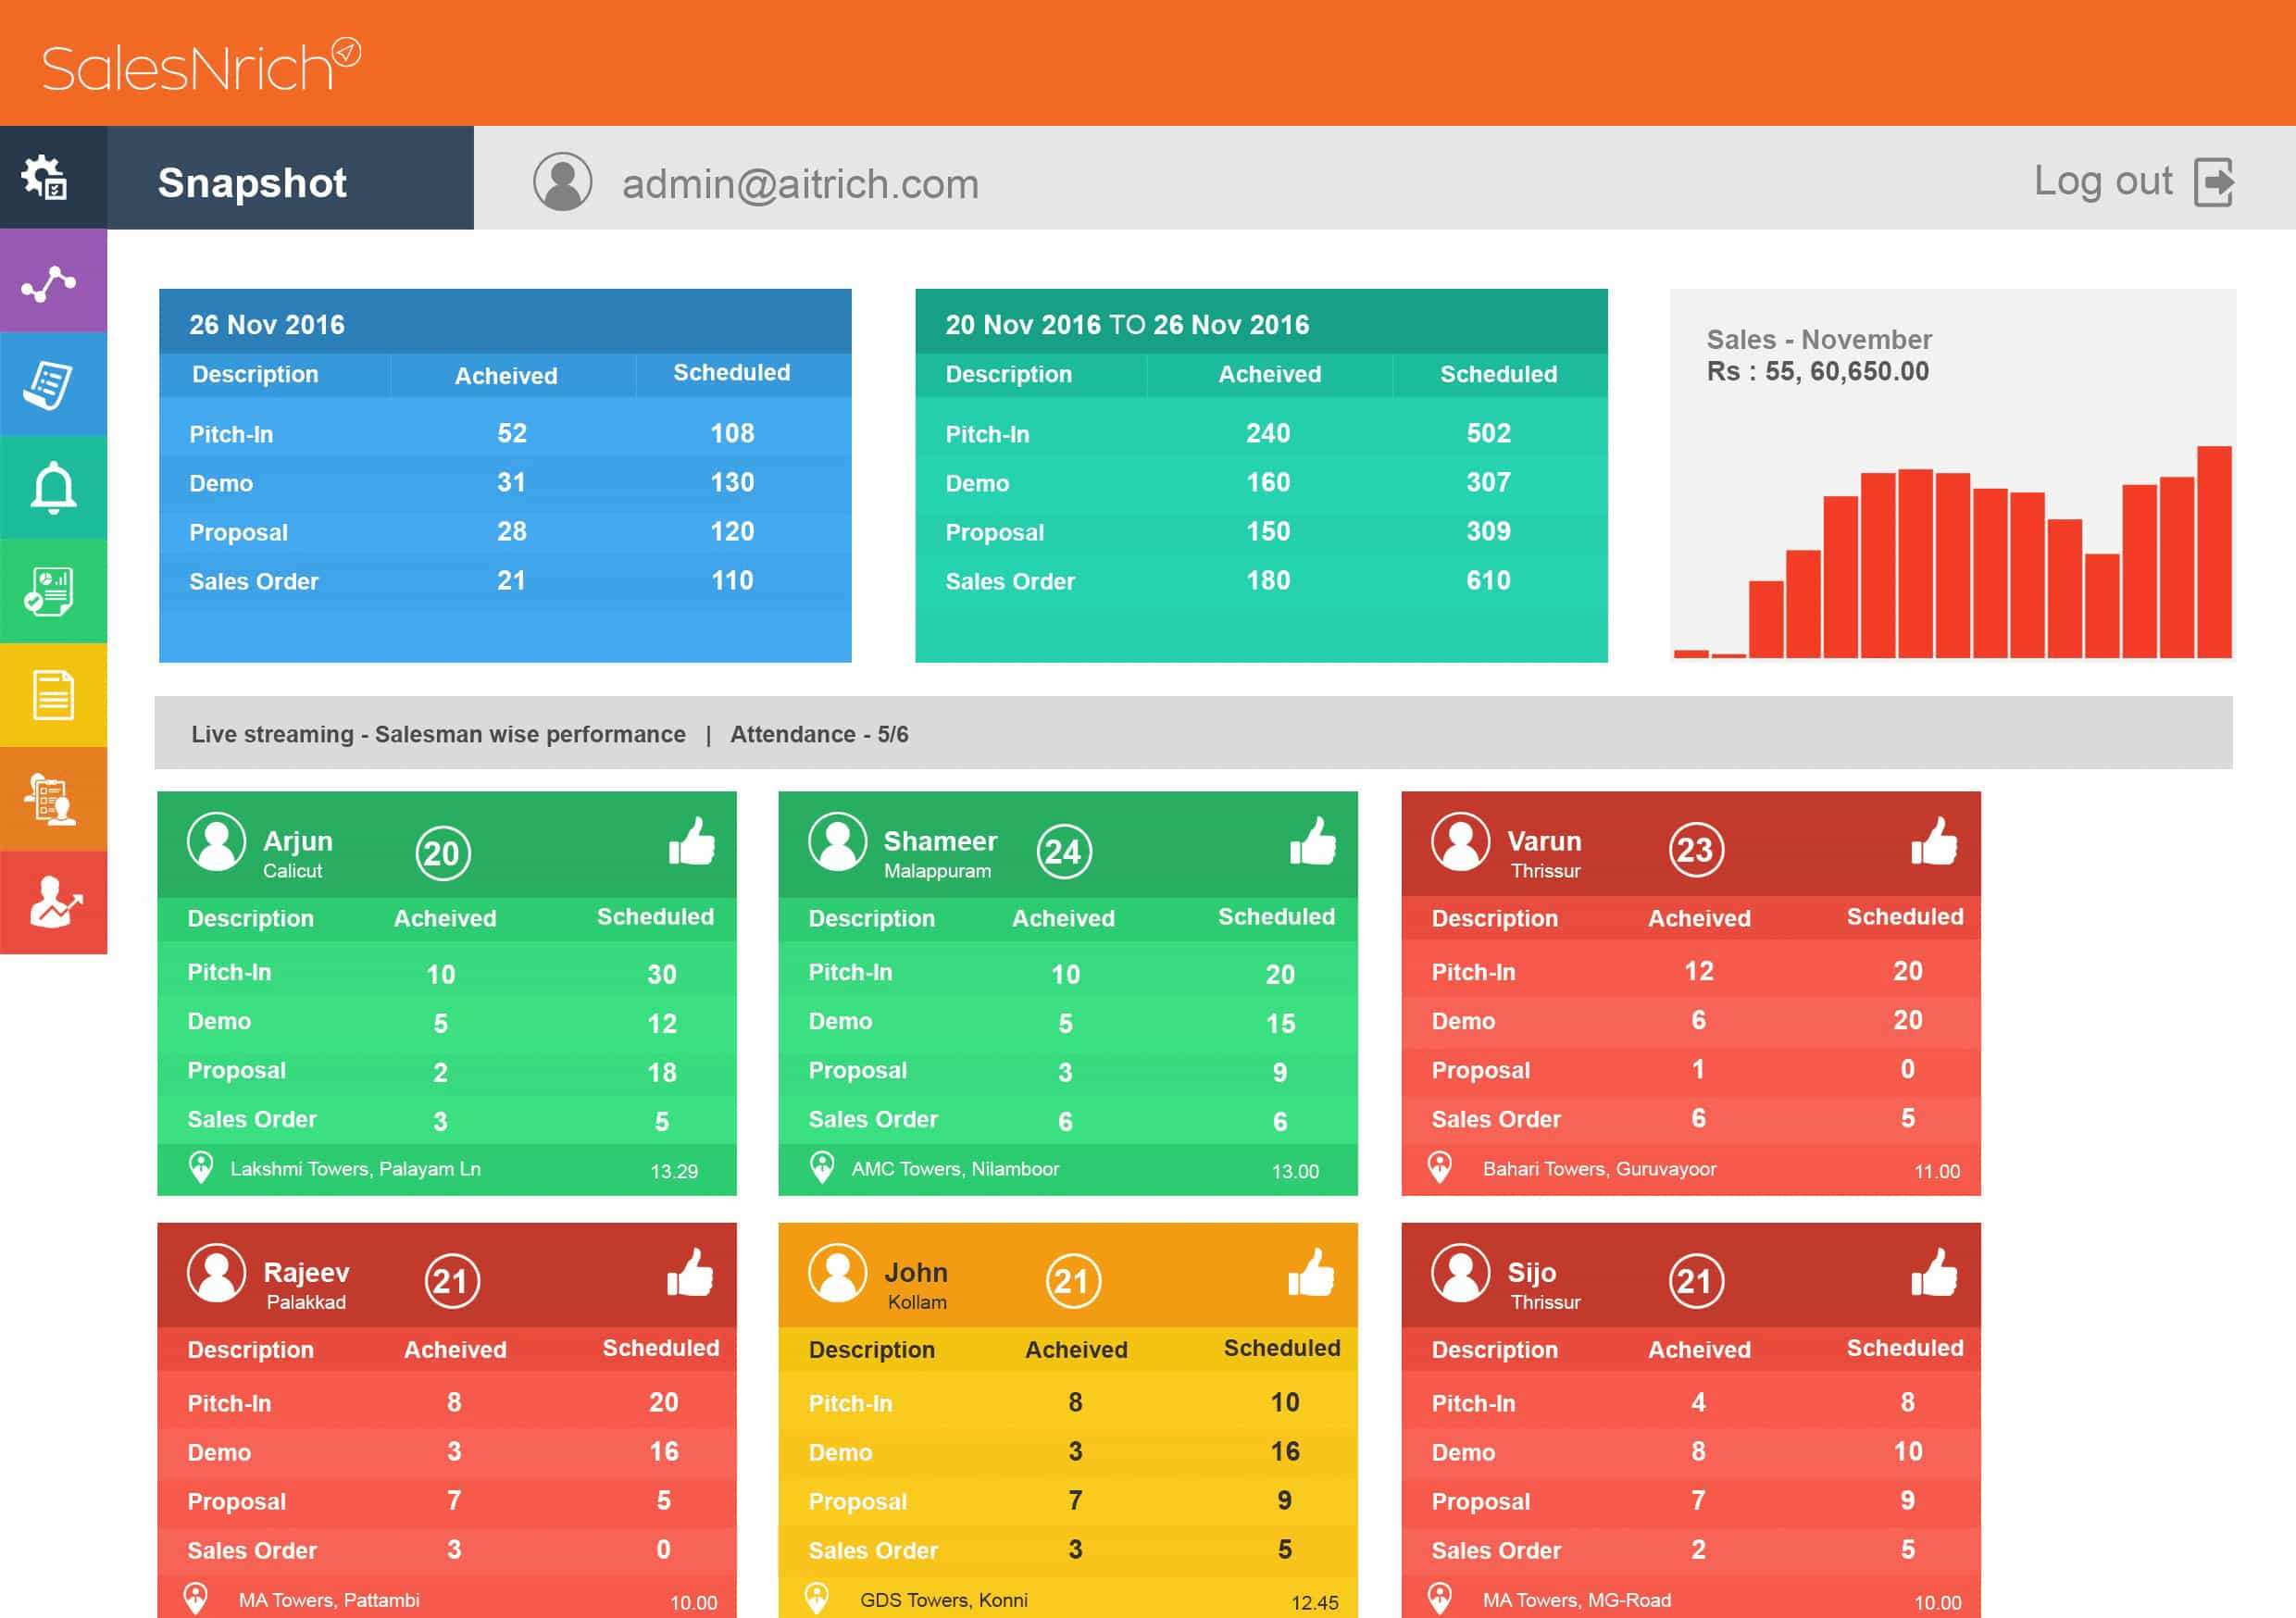 SalesNrich
Snapshot
admin@aitrich.com
Log out
26 Nov 2016
Description Acheived Scheduled
Pitch-In 52 108
Demo 31 130
Proposal 28 120
Sales Order 21 110
20 Nov 2016 TO 26 Nov 2016
Description Acheived Scheduled
Pitch-In 240 502
Demo 160 307
Proposal 150 309
Sales Order 180 610
Sales - November
Rs : 55, 60,650.00
Live streaming - Salesman wise performance | Attendance - 5/6
Arjun 20
Calicut
Description Acheived Scheduled
Pitch-In 10 30
Demo 5 12
Proposal 2 18
Sales Order 3 5
Lakshmi Towers, Palayam Ln 13.29
Shameer 24
Malappuram
Description Acheived Scheduled
Pitch-In 10 20
Demo 5 15
Proposal 3 9
Sales Order 6 6
AMC Towers, Nilamboor 13.00
Varun 23
Thrissur
Description Acheived Scheduled
Pitch-In 12 20
Demo 6 20
Proposal 1 0
Sales Order 6 5
Bahari Towers, Guruvayoor 11.00
Rajeev 21
Palakkad
Description Acheived Scheduled
Pitch-In 8 20
Demo 3 16
Proposal 7 5
Sales Order 3 0
MA Towers, Pattambi 10.00
John 21
Kollam
Description Acheived Scheduled
Pitch-In 8 10
Demo 3 16
Proposal 7 9
Sales Order 3 5
GDS Towers, Konni 12.45
Sijo 21
Thrissur
Description Acheived Scheduled
Pitch-In 4 8
Demo 8 10
Proposal 7 9
Sales Order 2 5
MA Towers, MG-Road 10.00